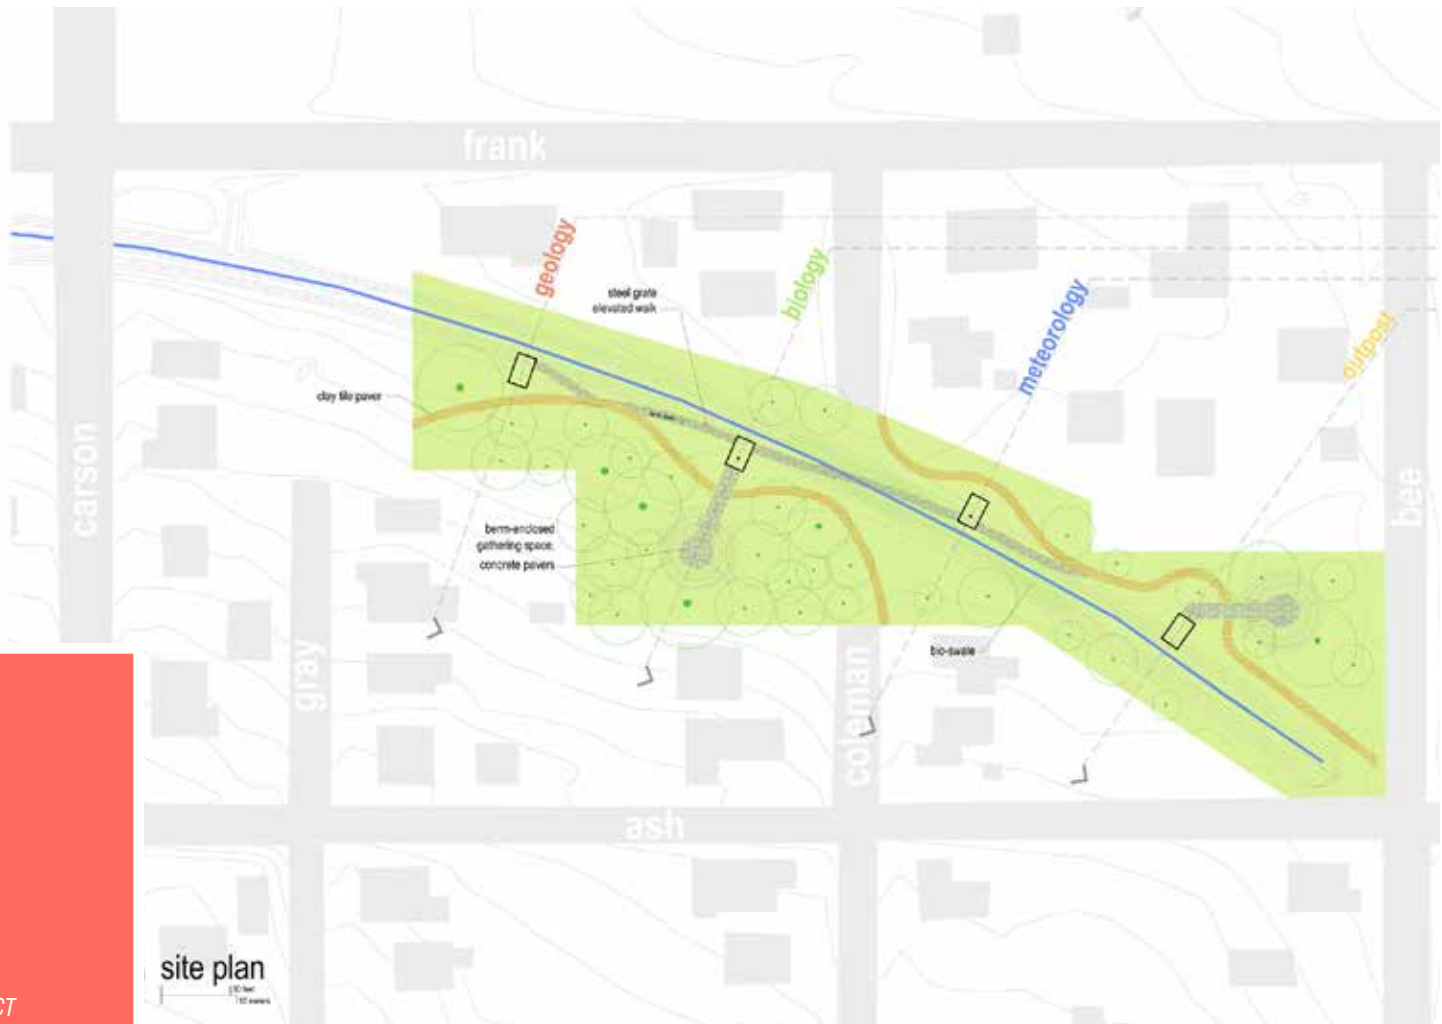 frank
geology
biology
steel grate
elevated walk
meteorology
outpost
clay tile paver
carson
bee
berm-enclosed
gathering space,
concrete pavers
gray
coleman
bio-swale
ash
site plan
CT